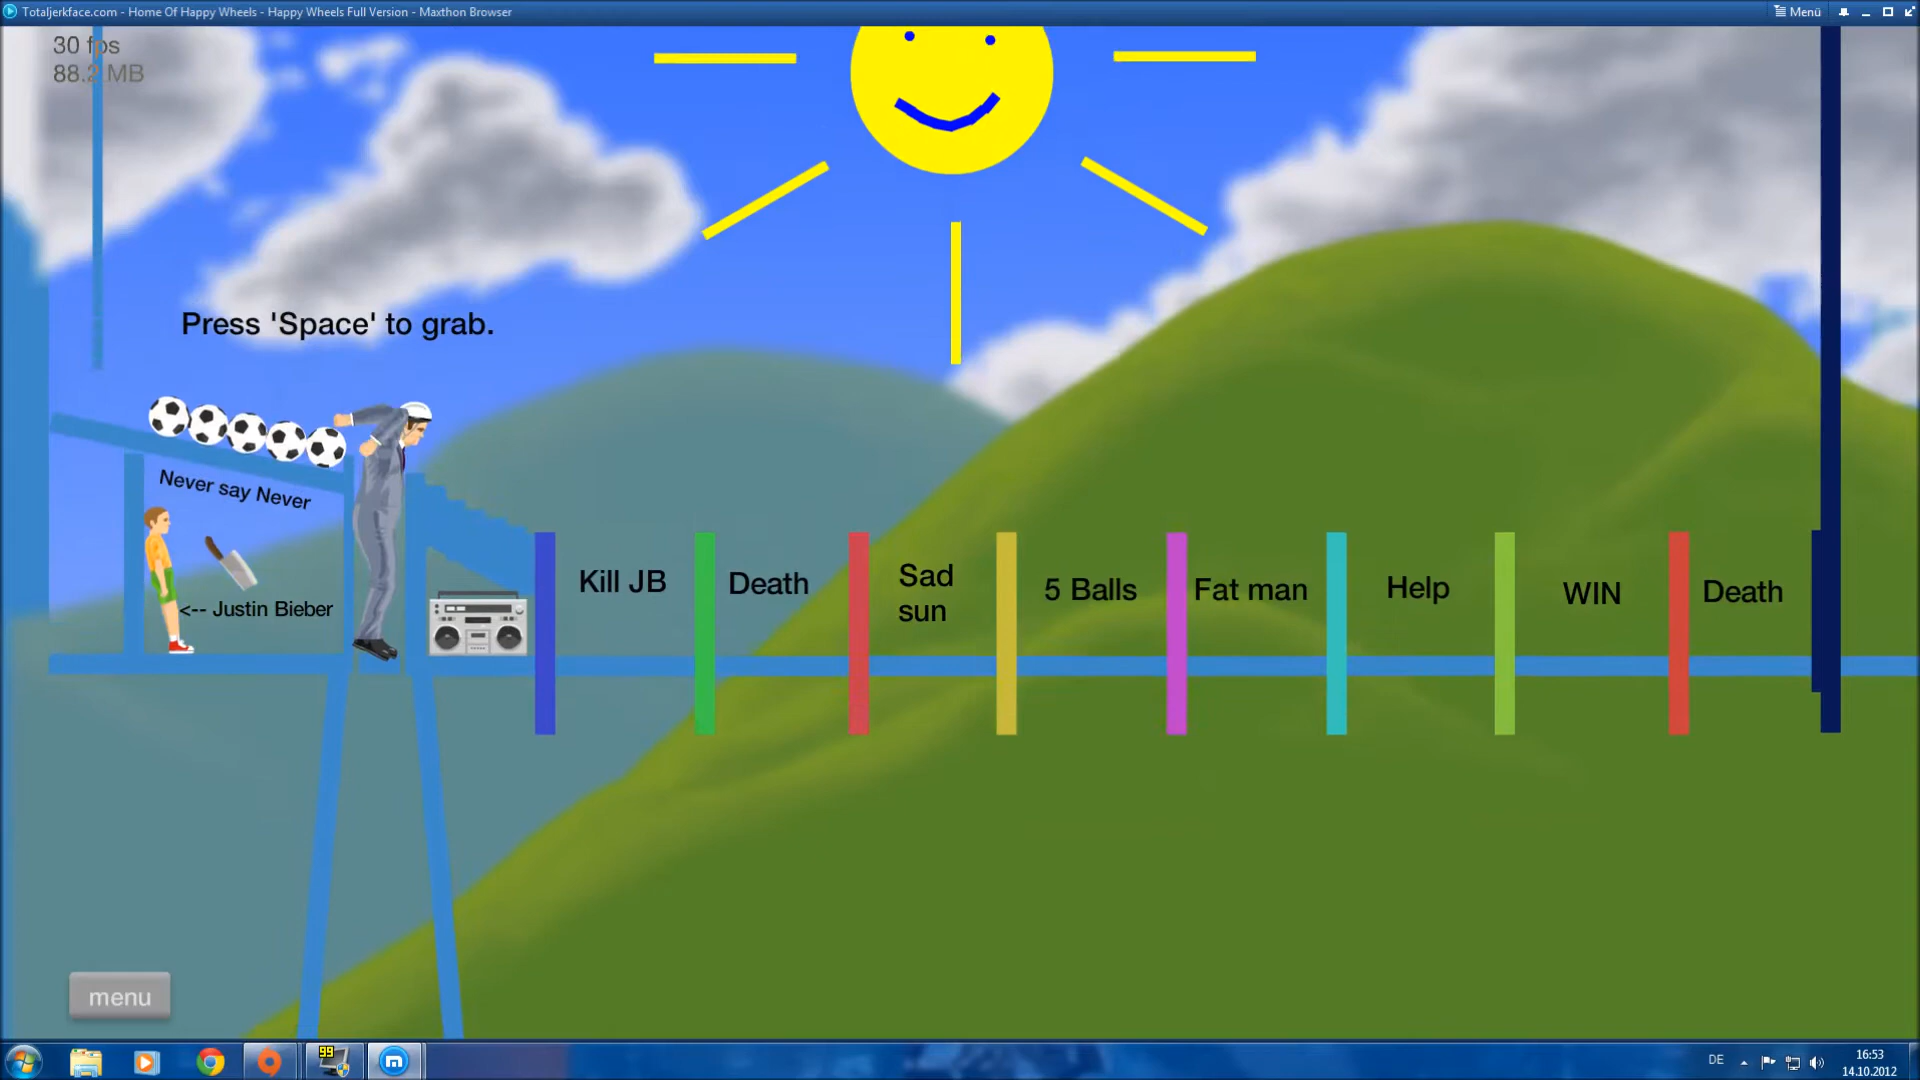 Totaljerkface.com - Home Of Happy Wheels - Happy Wheels Full Version - Maxthon Browser
Menü
30 fps
88.2 MB
Press 'Space' to grab.
Never say Never
<-- Justin Bieber
Kill JB
Death
Sad
sun
5 Balls
Fat man
Help
WIN
Death
menu
99
DE
16:53
14.10.2012